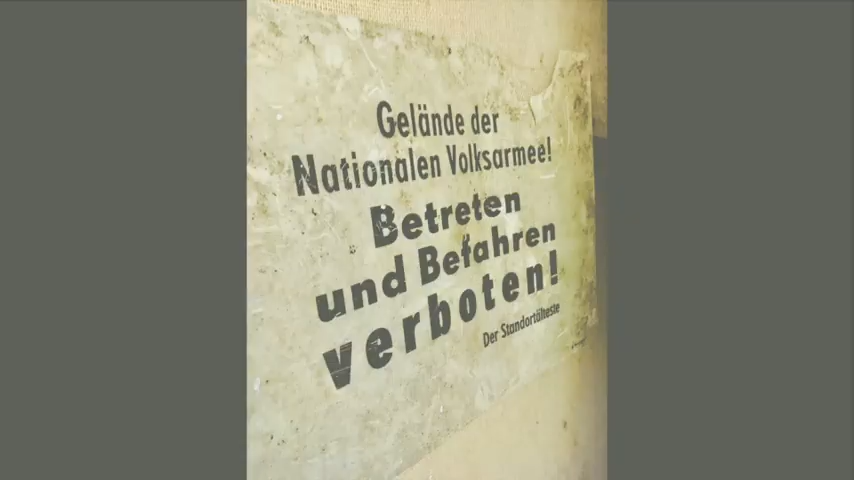 Gelände der
Nationalen Volksarmee!
Betreten
und Befahren
verboten!
Der Standortälteste